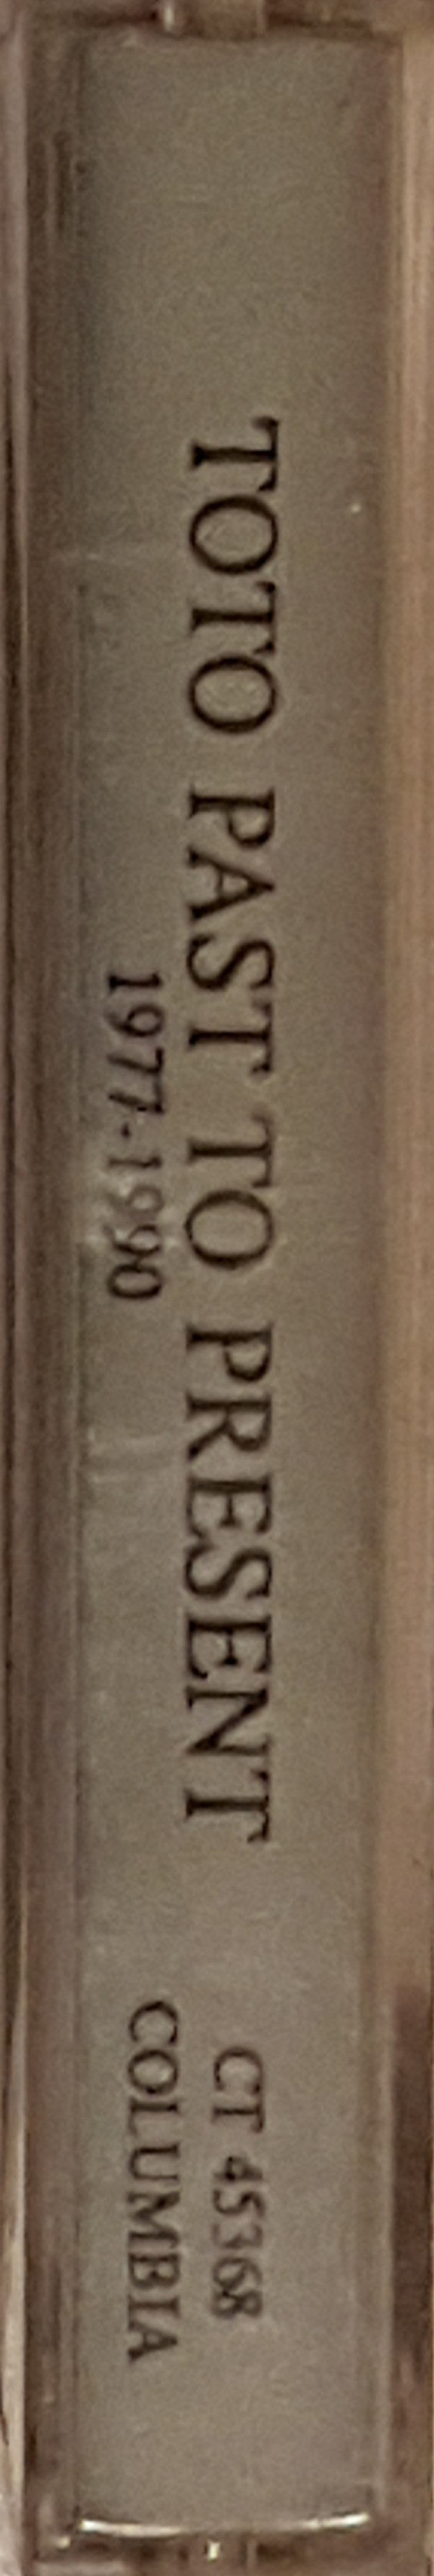 TOTO PAST TO PRESENT
1977-1990
CT 45368
COLUMBIA